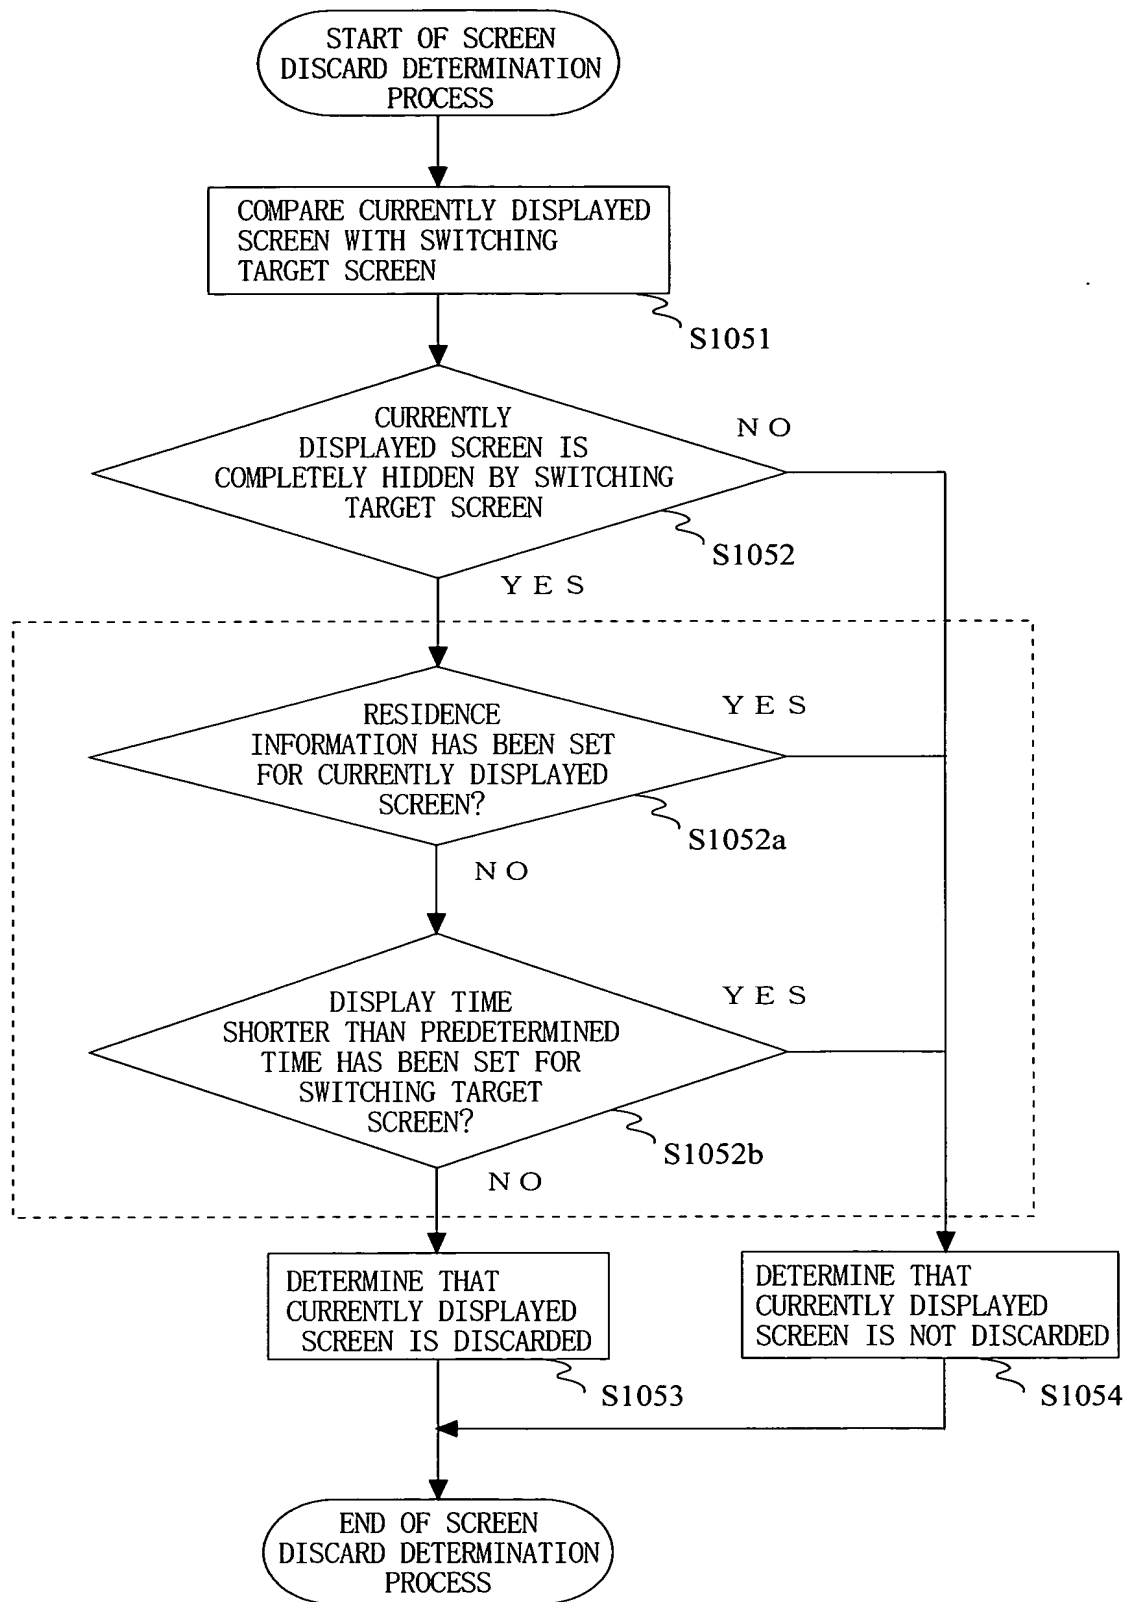 START OF SCREEN
DISCARD DETERMINATION
PROCESS
COMPARE CURRENTLY DISPLAYED
SCREEN WITH SWITCHING
TARGET SCREEN
S1051
CURRENTLY
DISPLAYED SCREEN IS
COMPLETELY HIDDEN BY SWITCHING
TARGET SCREEN
NO
S1052
YES
RESIDENCE
INFORMATION HAS BEEN SET
FOR CURRENTLY DISPLAYED
SCREEN?
YES
S1052a
NO
DISPLAY TIME
SHORTER THAN PREDETERMINED
TIME HAS BEEN SET FOR
SWITCHING TARGET
SCREEN?
YES
S1052b
NO
DETERMINE THAT
CURRENTLY DISPLAYED
SCREEN IS DISCARDED
S1053
DETERMINE THAT
CURRENTLY DISPLAYED
SCREEN IS NOT DISCARDED
S1054
END OF SCREEN
DISCARD DETERMINATION
PROCESS